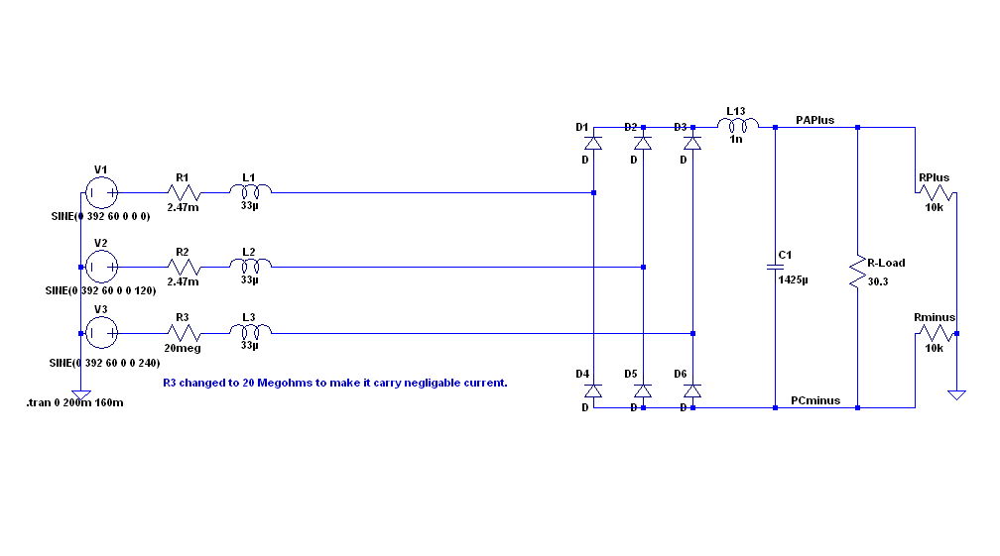 L13
D1 D2 D3 PAPlus
1n
D D D
V1
R1 L1 RPlus
SINE(0 392 60 0 0 0) 2.47m 33µ 10k
V2
R2 L2 C1 R-Load
2.47m 33µ 1425µ 30.3
SINE(0 392 60 0 0 120)
V3
R3 L3 Rminus
20meg 33µ 10k
SINE(0 392 60 0 0 240)
D4 D5 D6
R3 changed to 20 Megohms to make it carry negligable current.
.tran 0 200m 160m PCminus
D D D